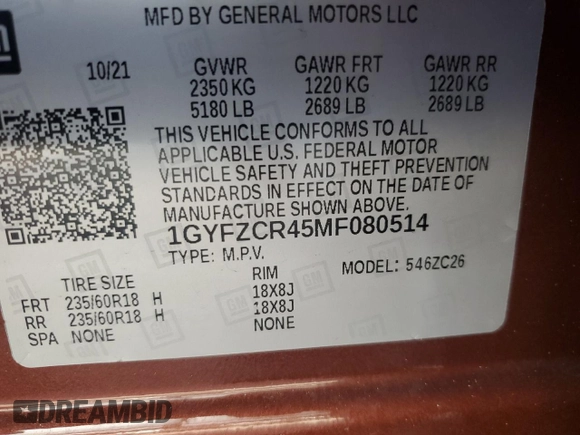 GM
MFD BY GENERAL MOTORS LLC
10/21 GVWR GAWR FRT GAWR RR
2350 KG 1220 KG 1220 KG
5180 LB 2689 LB 2689 LB
THIS VEHICLE CONFORMS TO ALL
APPLICABLE U.S. FEDERAL MOTOR
VEHICLE SAFETY AND THEFT PREVENTION
STANDARDS IN EFFECT ON THE DATE OF
MANUFACTURE SHOWN ABOVE.
1GYFZCR45MF080514
TYPE: M.P.V. MODEL: 546ZC26
TIRE SIZE RIM
FRT 235/60R18 H 18X8J
RR 235/60R18 H 18X8J
SPA NONE NONE
DREAMBID